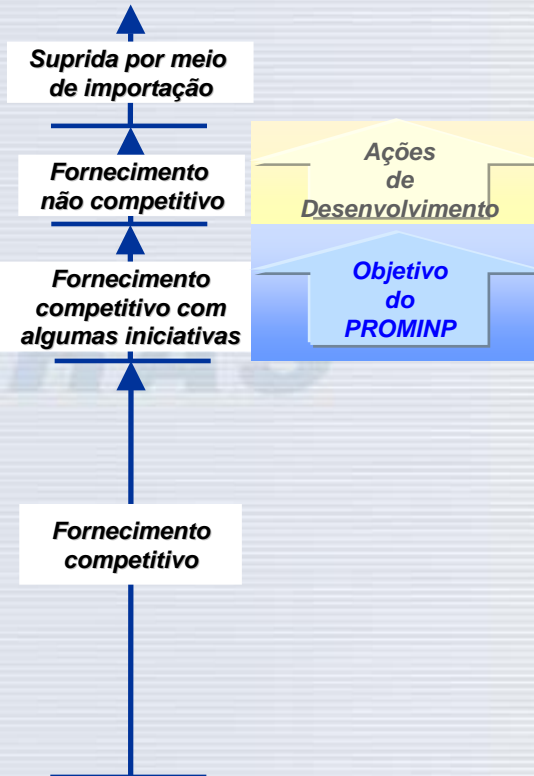 Suprida por meio
de importação
Fornecimento
não competitivo
Ações
de
Desenvolvimento
Fornecimento
competitivo com
algumas iniciativas
Objetivo
do
PROMINP
Fornecimento
competitivo